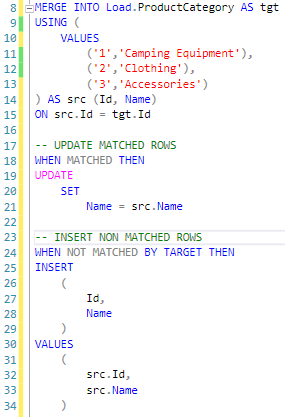 8 MERGE INTO Load.ProductCategory AS tgt
9 USING (
10 VALUES
11 ('1','Camping Equipment'),
12 ('2','Clothing'),
13 ('3','Accessories')
14 ) AS src (Id, Name)
15 ON src.Id = tgt.Id
16
17 -- UPDATE MATCHED ROWS
18 WHEN MATCHED THEN
19 UPDATE
20 SET
21 Name = src.Name
22
23 -- INSERT NON MATCHED ROWS
24 WHEN NOT MATCHED BY TARGET THEN
25 INSERT
26 (
27 Id,
28 Name
29 )
30 VALUES
31 (
32 src.Id,
33 src.Name
34 )